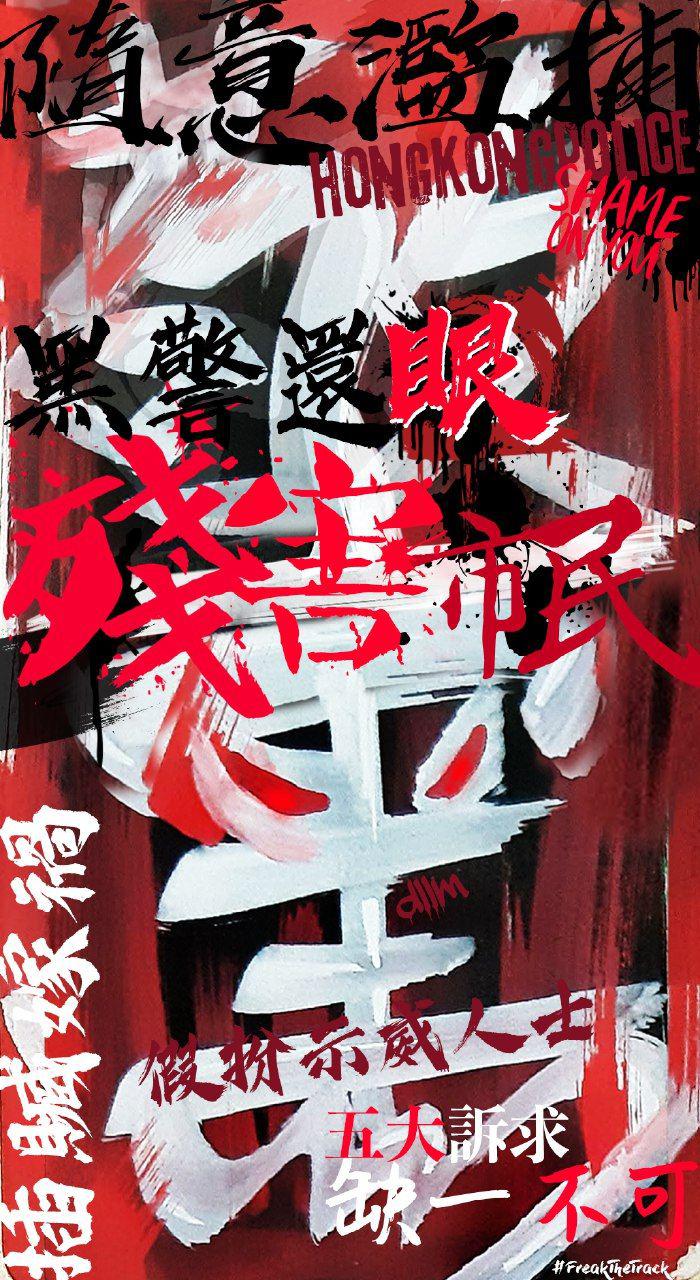 隨意濫捕
HONGKONGPOLICE
SHAME
ON YOU
黑警還眼
殘害市民
插贓嫁禍
dllm
假扮示威人士
五大訴求
缺一不可
#FreakTheTrack